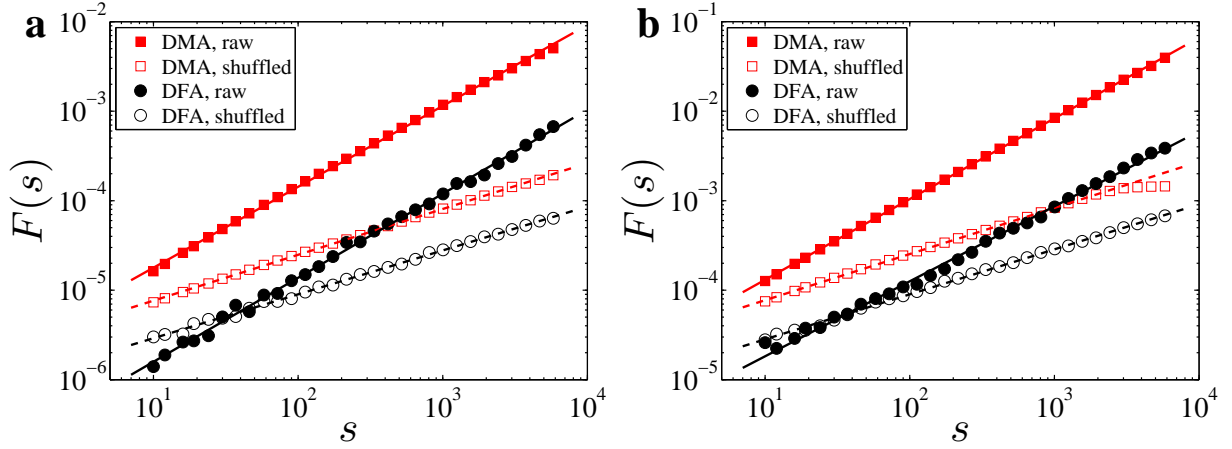 a
DMA, raw
DMA, shuffled
DFA, raw
DFA, shuffled
10^-2
10^-3
10^-4
10^-5
10^-6
F(s)
10^1
10^2
10^3
10^4
s
b
DMA, raw
DMA, shuffled
DFA, raw
DFA, shuffled
10^-1
10^-2
10^-3
10^-4
10^-5
F(s)
10^1
10^2
10^3
10^4
s